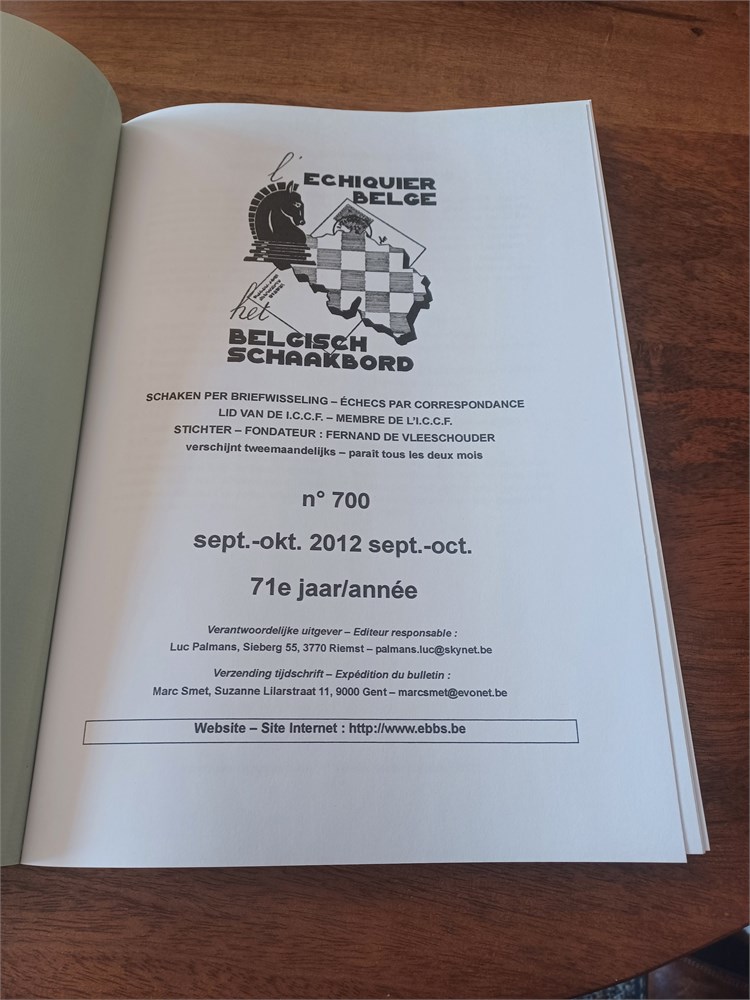 l'
ECHIQUIER
BELGE
het
BELGISCH
SCHAAKBORD
SCHAKEN PER BRIEFWISSELING – ÉCHECS PAR CORRESPONDANCE
LID VAN DE I.C.C.F. – MEMBRE DE L'I.C.C.F.
STICHTER – FONDATEUR : FERNAND DE VLEESCHOUDER
verschijnt tweemaandelijks – paraît tous les deux mois
n° 700
sept.-okt. 2012 sept.-oct.
71e jaar/année
Verantwoordelijke uitgever – Editeur responsable :
Luc Palmans, Sieberg 55, 3770 Riemst – palmans.luc@skynet.be
Verzending tijdschrift – Expédition du bulletin :
Marc Smet, Suzanne Lilarstraat 11, 9000 Gent – marcsmet@evonet.be
Website – Site Internet : http://www.ebbs.be